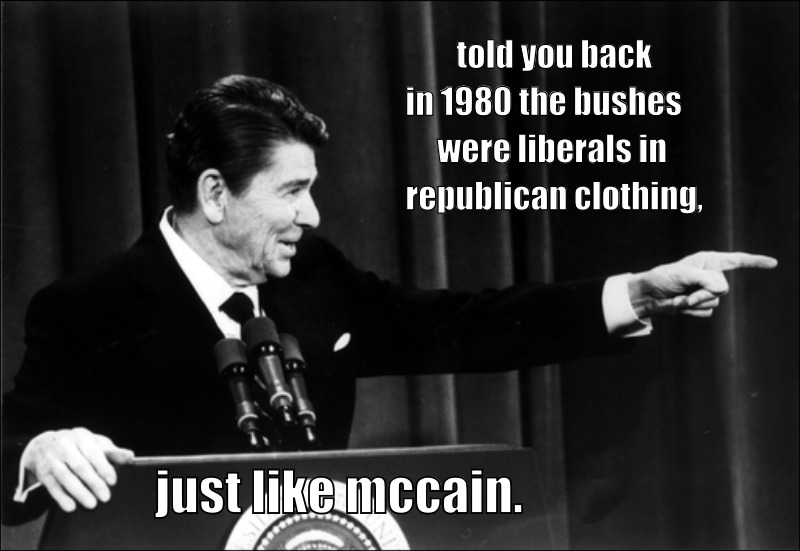 told you back
in 1980 the bushes
were liberals in
republican clothing,
just like mccain.